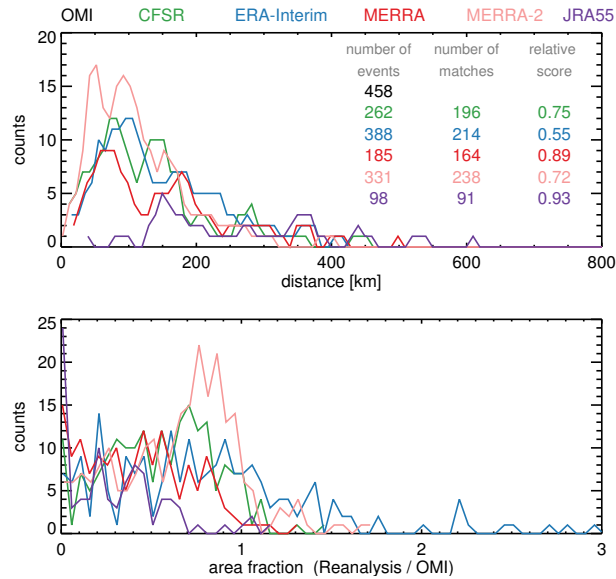 OMI CFSR ERA-Interim MERRA MERRA-2 JRA55
20
15
10
5
0
counts
number of number of relative
events matches score
458
262 196 0.75
388 214 0.55
185 164 0.89
331 238 0.72
98 91 0.93
0 200 400 600 800
distance [km]
25
20
15
10
5
0
counts
0 1 2 3
area fraction (Reanalysis / OMI)